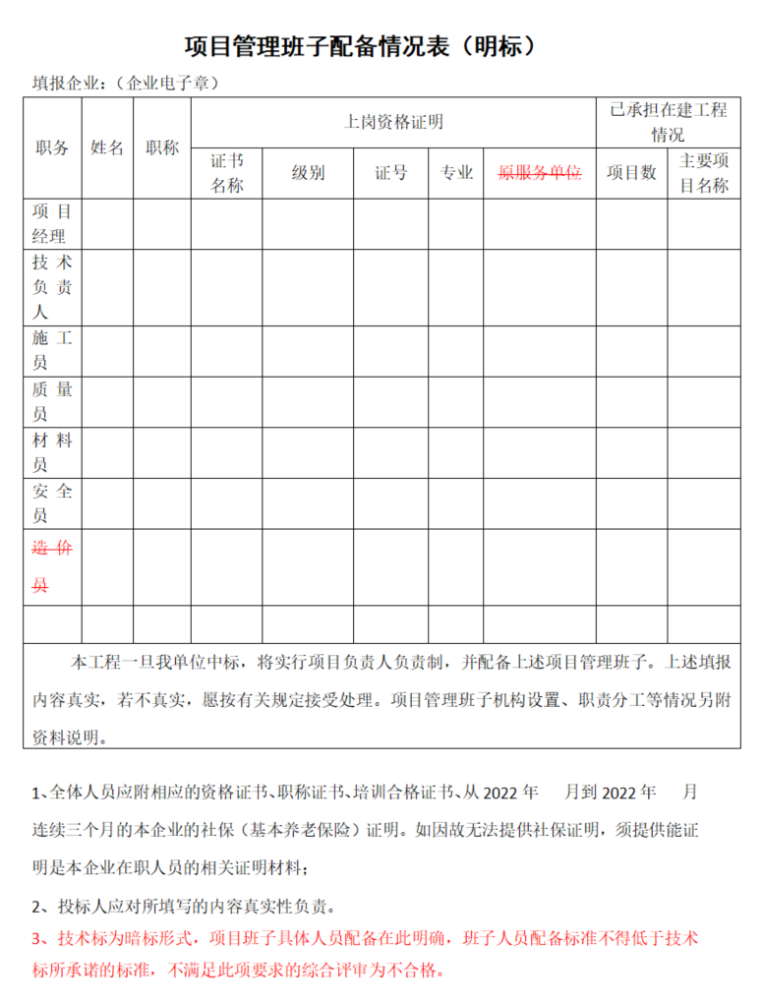 项目管理班子配备情况表（明标）
填报企业：（企业电子章）
职务
姓名
职称
上岗资格证明
已承担在建工程
情况
证书
名称
级别
证号
专业
原服务单位
项目数
主要项
目名称
项 目
经理
技 术
负 责
人
施 工
员
质 量
员
材 料
员
安 全
员
造 价
员
本工程一旦我单位中标，将实行项目负责人负责制，并配备上述项目管理班子。上述填报
内容真实，若不真实，愿按有关规定接受处理。项目管理班子机构设置、职责分工等情况另附
资料说明。
1、全体人员应附相应的资格证书、职称证书、培训合格证书、从 2022 年 月到 2022 年 月
连续三个月的本企业的社保（基本养老保险）证明。如因故无法提供社保证明，须提供能证
明是本企业在职人员的相关证明材料；
2、投标人应对所填写的内容真实性负责。
3、技术标为暗标形式，项目班子具体人员配备在此明确，班子人员配备标准不得低于技术
标所承诺的标准，不满足此项要求的综合评审为不合格。